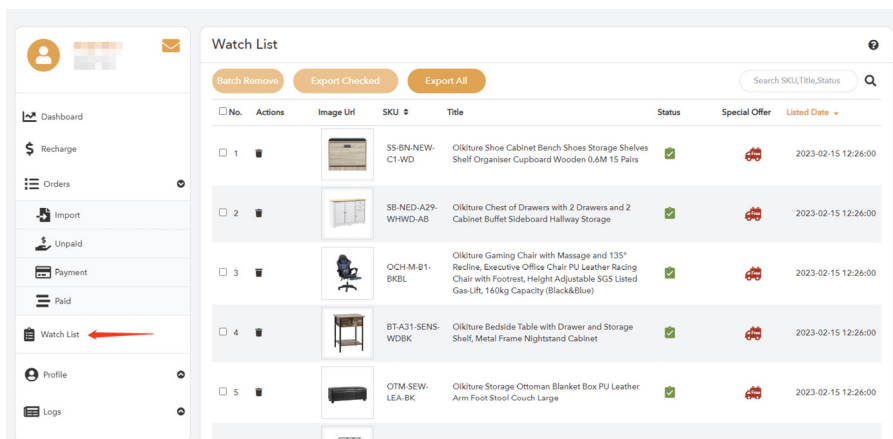 Watch List
Batch Remove
Export Checked
Export All
Search SKU,Title,Status
Dashboard
Recharge
Orders
Import
Unpaid
Payment
Paid
Watch List
Profile
Logs
No. Actions Image Url SKU Title Status Special Offer Listed Date
1
SS-BN-NEW-
C1-WD
Oikiture Shoe Cabinet Bench Shoes Storage Shelves
Shelf Organiser Cupboard Wooden 0.6M 15 Pairs
2023-02-15 12:26:00
2
SB-NED-A29-
WHWD-AB
Oikiture Chest of Drawers with 2 Drawers and 2
Cabinet Buffet Sideboard Hallway Storage
2023-02-15 12:26:00
3
OCH-M-B1-
BKBL
Oikiture Gaming Chair with Massage and 135°
Recline, Executive Office Chair PU Leather Racing
Chair with Footrest, Height Adjustable SGS Listed
Gas-Lift, 160kg Capacity (Black&Blue)
2023-02-15 12:26:00
4
BT-A31-SENS-
WDBK
Oikiture Bedside Table with Drawer and Storage
Shelf, Metal Frame Nightstand Cabinet
2023-02-15 12:26:00
5
OTM-SEW-
LEA-BK
Oikiture Storage Ottoman Blanket Box PU Leather
Arm Foot Stool Couch Large
2023-02-15 12:26:00